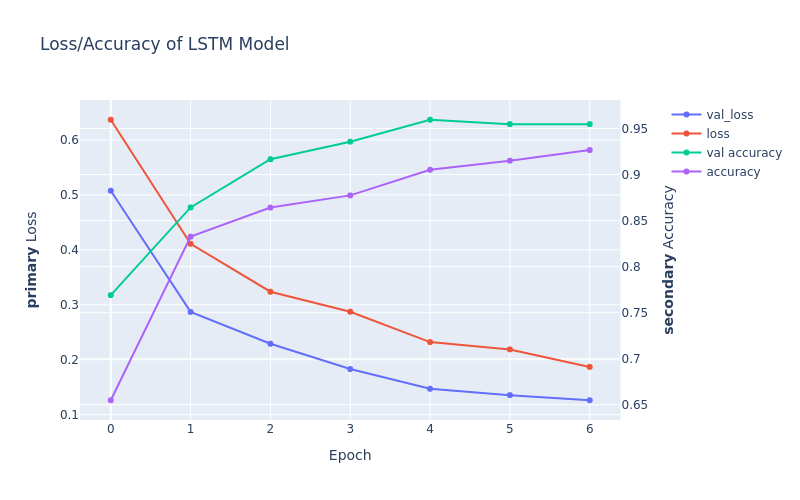 Loss/Accuracy of LSTM Model
val_loss
loss
val accuracy
accuracy
primary Loss
0.6
0.5
0.4
0.3
0.2
0.1
0.95
0.9
0.85
0.8
0.75
0.7
0.65
secondary Accuracy
0 1 2 3 4 5 6
Epoch